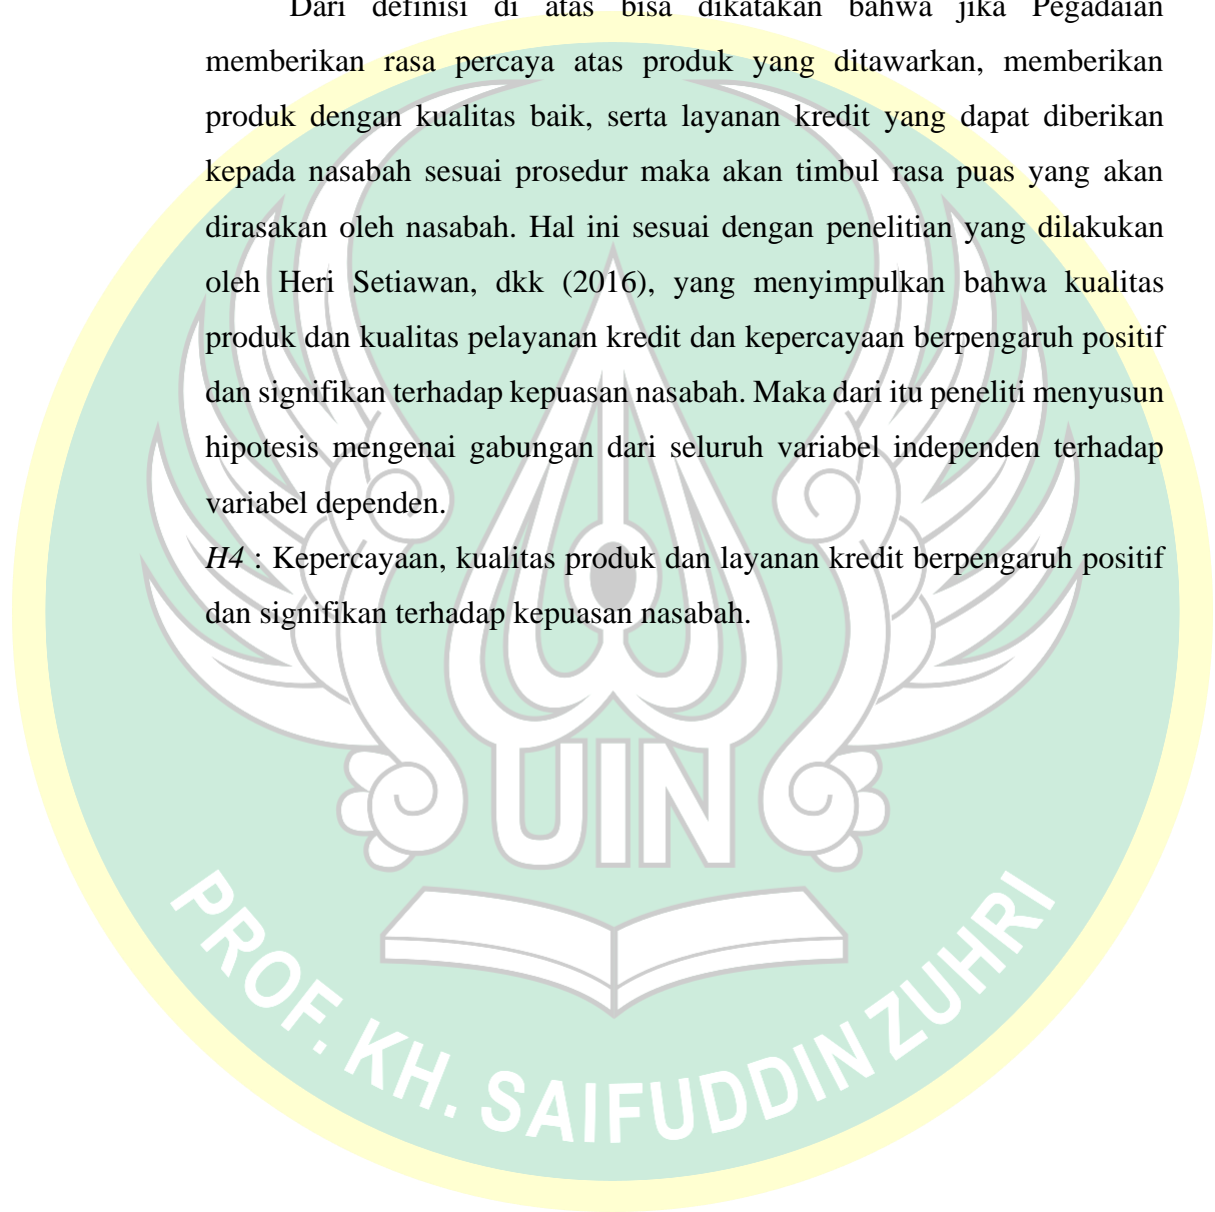 Dari definisi di atas bisa dikatakan bahwa jika Pegadaian
memberikan rasa percaya atas produk yang ditawarkan, memberikan
produk dengan kualitas baik, serta layanan kredit yang dapat diberikan
kepada nasabah sesuai prosedur maka akan timbul rasa puas yang akan
dirasakan oleh nasabah. Hal ini sesuai dengan penelitian yang dilakukan
oleh Heri Setiawan, dkk (2016), yang menyimpulkan bahwa kualitas
produk dan kualitas pelayanan kredit dan kepercayaan berpengaruh positif
dan signifikan terhadap kepuasan nasabah. Maka dari itu peneliti menyusun
hipotesis mengenai gabungan dari seluruh variabel independen terhadap
variabel dependen.
H4 : Kepercayaan, kualitas produk dan layanan kredit berpengaruh positif
dan signifikan terhadap kepuasan nasabah.
UIN
PROF. KH. SAIFUDDIN ZUHRI